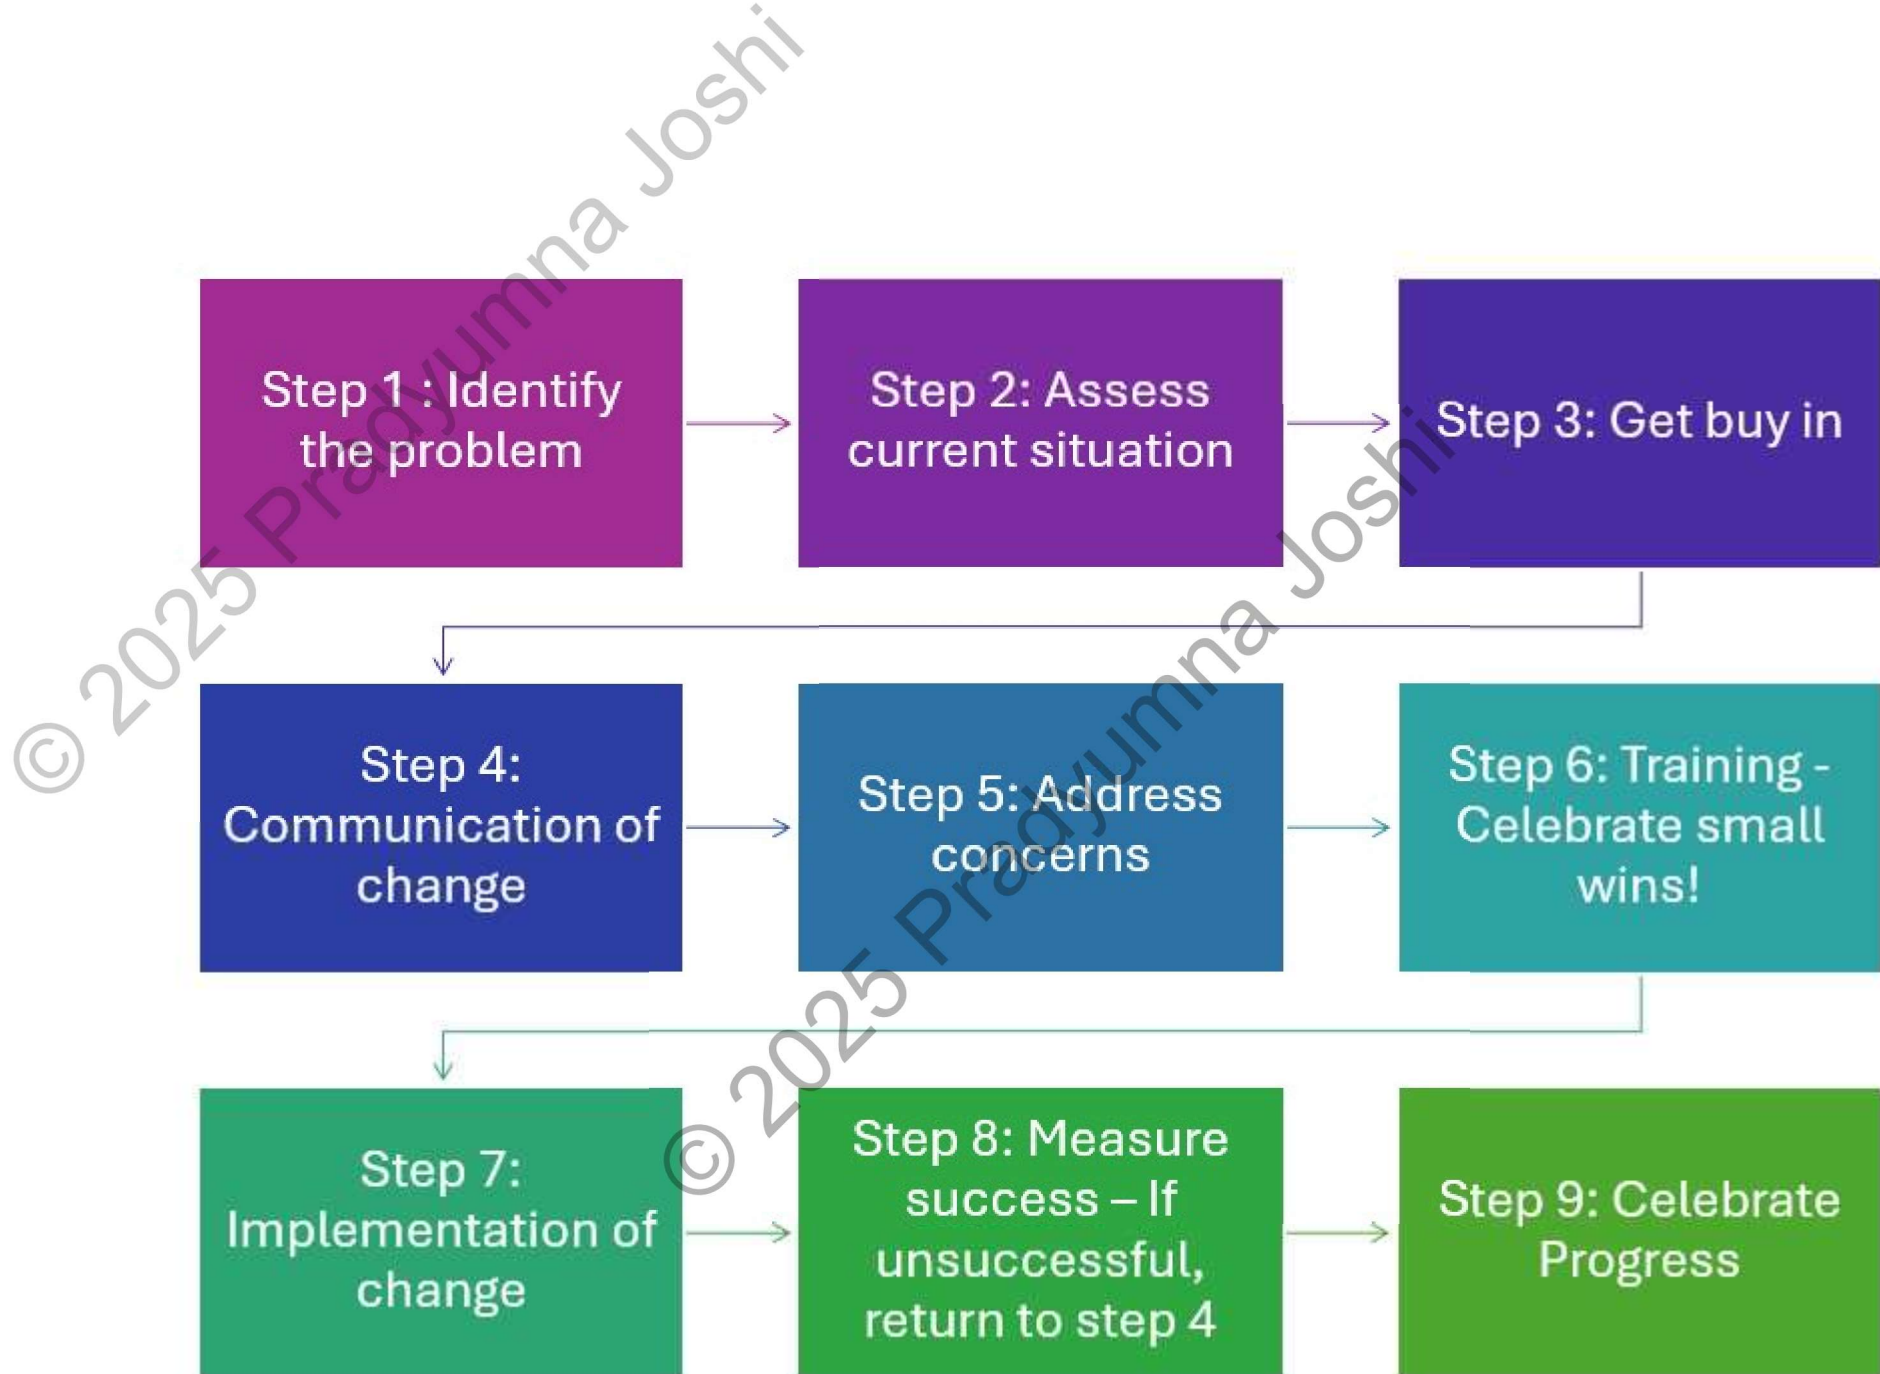 © 2025 Pradyumna Joshi
Step 1 : Identify
the problem
Step 2: Assess
current situation
Step 3: Get buy in
Step 4:
Communication of
change
Step 5: Address
concerns
Step 6: Training -
Celebrate small
wins!
Step 7:
Implementation of
change
Step 8: Measure
success – If
unsuccessful,
return to step 4
Step 9: Celebrate
Progress
© 2025 Pradyumna Joshi